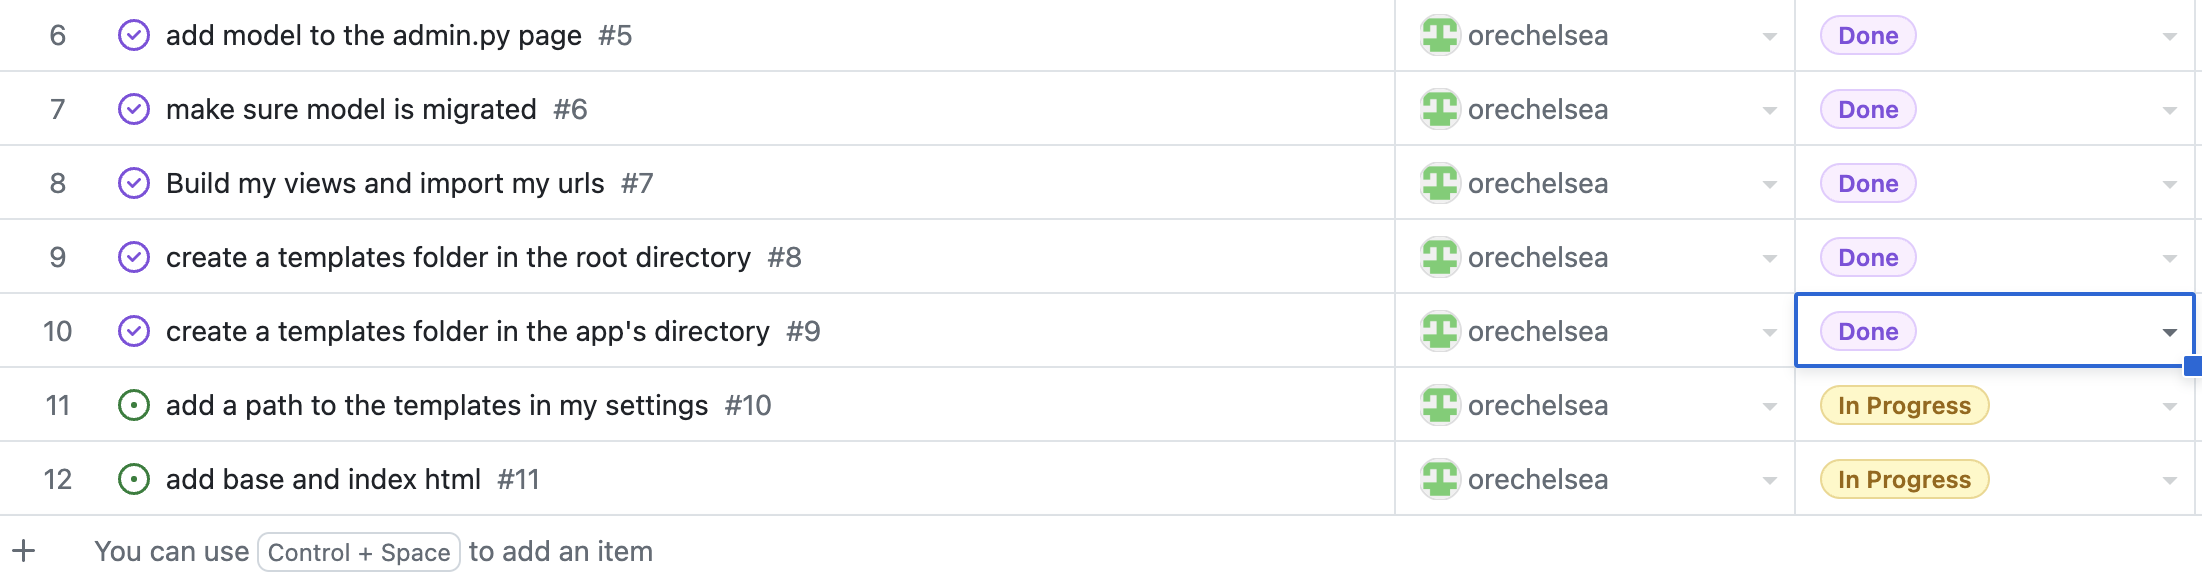 6 add model to the admin.py page #5 orechelsea Done
7 make sure model is migrated #6 orechelsea Done
8 Build my views and import my urls #7 orechelsea Done
9 create a templates folder in the root directory #8 orechelsea Done
10 create a templates folder in the app's directory #9 orechelsea Done
11 add a path to the templates in my settings #10 orechelsea In Progress
12 add base and index html #11 orechelsea In Progress
+ You can use Control + Space to add an item